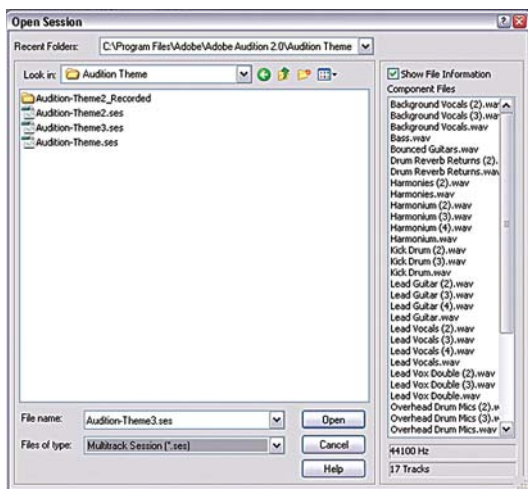 Open Session
Recent Folders: C:\Program Files\Adobe\Adobe Audition 2.0\Audition Theme
Look in: Audition Theme
Audition-Theme2_Recorded
Audition-Theme2.ses
Audition-Theme3.ses
Audition-Theme.ses
File name: Audition-Theme3.ses
Open
Files of type: Multitrack Session (*.ses)
Cancel
Help
Show File Information
Component Files
Background Vocals (2).wav
Background Vocals (3).wav
Background Vocals.wav
Bass.wav
Bounced Guitars.wav
Drum Reverb Returns (2).
Drum Reverb Returns.wav
Harmonies (2).wav
Harmonies.wav
Harmonium (2).wav
Harmonium (3).wav
Harmonium (4).wav
Harmonium.wav
Kick Drum (2).wav
Kick Drum (3).wav
Kick Drum.wav
Lead Guitar (2).wav
Lead Guitar (3).wav
Lead Guitar (4).wav
Lead Guitar.wav
Lead Vocals (2).wav
Lead Vocals (3).wav
Lead Vocals (4).wav
Lead Vocals.wav
Lead Vox Double (2).wav
Lead Vox Double (3).wav
Lead Vox Double.wav
Overhead Drum Mics (2).w
Overhead Drum Mics (3).w
Overhead Drum Mics.wav
44100 Hz
17 Tracks